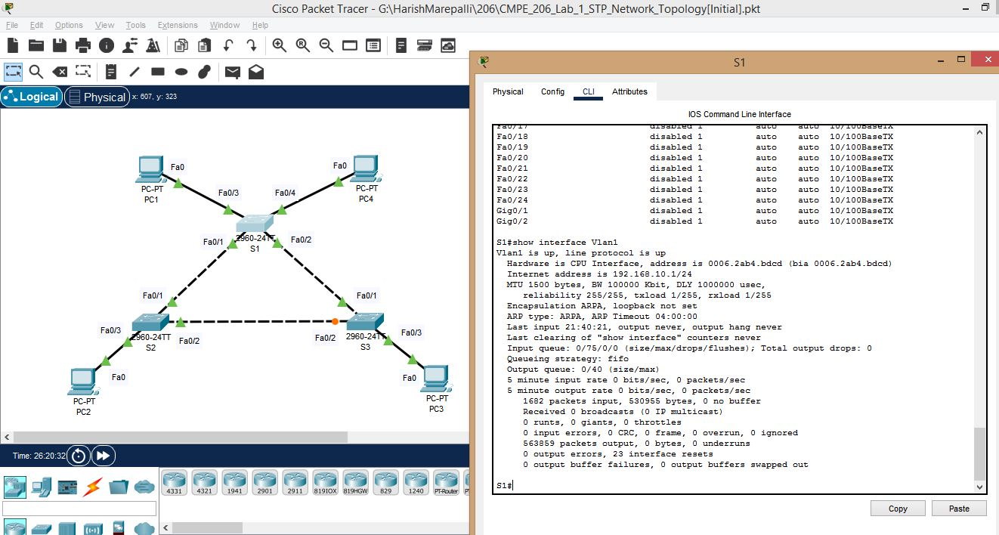 Cisco Packet Tracer - G:\HarishMarepalli\206\CMPE_206_Lab_1_STP_Network_Topology[Initial].pkt
File Edit Options View Tools Extensions Window Help
Logical Physical x: 607, y: 323
Fa0
PC-PT
PC1
Fa0
PC-PT
PC4
Fa0/3
Fa0/4
2960-24TT
S1
Fa0/1
Fa0/2
Fa0/1
Fa0/1
Fa0/3
2960-24TT
S2
Fa0/2
Fa0/2
2960-24TT
S3
Fa0/3
Fa0
PC-PT
PC2
Fa0
PC-PT
PC3
Time: 26:20:32
4331 4321 1941 2901 2911 819IOX 819HGW 829 1240 PT-Router
S1
Physical Config CLI Attributes
IOS Command Line Interface
Fa0/17 disabled 1 auto auto 10/100BaseTX
Fa0/18 disabled 1 auto auto 10/100BaseTX
Fa0/19 disabled 1 auto auto 10/100BaseTX
Fa0/20 disabled 1 auto auto 10/100BaseTX
Fa0/21 disabled 1 auto auto 10/100BaseTX
Fa0/22 disabled 1 auto auto 10/100BaseTX
Fa0/23 disabled 1 auto auto 10/100BaseTX
Fa0/24 disabled 1 auto auto 10/100BaseTX
Gig0/1 disabled 1 auto auto 10/100BaseTX
Gig0/2 disabled 1 auto auto 10/100BaseTX
S1#show interface Vlan1
Vlan1 is up, line protocol is up
Hardware is CPU Interface, address is 0006.2ab4.bdcd (bia 0006.2ab4.bdcd)
Internet address is 192.168.10.1/24
MTU 1500 bytes, BW 100000 Kbit, DLY 1000000 usec,
reliability 255/255, txload 1/255, rxload 1/255
Encapsulation ARPA, loopback not set
ARP type: ARPA, ARP Timeout 04:00:00
Last input 21:40:21, output never, output hang never
Last clearing of "show interface" counters never
Input queue: 0/75/0/0 (size/max/drops/flushes); Total output drops: 0
Queueing strategy: fifo
Output queue: 0/40 (size/max)
5 minute input rate 0 bits/sec, 0 packets/sec
5 minute output rate 0 bits/sec, 0 packets/sec
1682 packets input, 530955 bytes, 0 no buffer
Received 0 broadcasts (0 IP multicast)
0 runts, 0 giants, 0 throttles
0 input errors, 0 CRC, 0 frame, 0 overrun, 0 ignored
563859 packets output, 0 bytes, 0 underruns
0 output errors, 23 interface resets
0 output buffer failures, 0 output buffers swapped out
S1#
Copy Paste